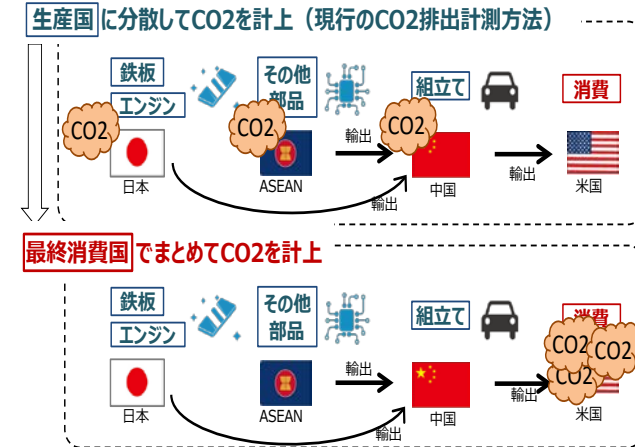 生産国に分散してCO2を計上（現行のCO2排出計測方法）
鉄板
エンジン
その他
部品
組立て
消費
CO2
CO2
CO2
輸出
輸出
輸出
日本
ASEAN
中国
米国
最終消費国でまとめてCO2を計上
鉄板
エンジン
その他
部品
組立て
消費
CO2
CO2
CO2
輸出
輸出
輸出
日本
ASEAN
中国
米国